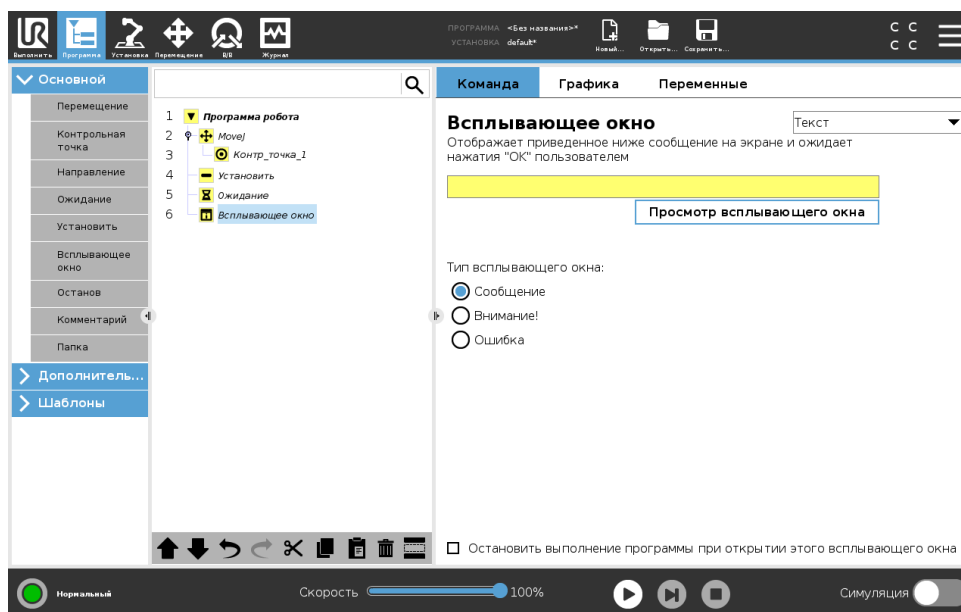 ПРОГРАММА <Без названия>*
УСТАНОВКА default*
C C
C C
Выполнить Программа Установка Перемещение В/В Журнал
Новый... Открыть... Сохранить...
Основной
Перемещение
Контрольная
точка
Направление
Ожидание
Установить
Всплывающее
окно
Останов
Комментарий
Папка
Дополнитель...
Шаблоны
1 Программа робота
2 MoveJ
3 Контр_точка_1
4 Установить
5 Ожидание
6 Всплывающее окно
Команда Графика Переменные
Всплывающее окно
Текст
Отображает приведенное ниже сообщение на экране и ожидает
нажатия "OK" пользователем
Просмотр всплывающего окна
Тип всплывающего окна:
Сообщение
Внимание!
Ошибка
Остановить выполнение программы при открытии этого всплывающего окна
Нормальный
Скорость 100%
Симуляция